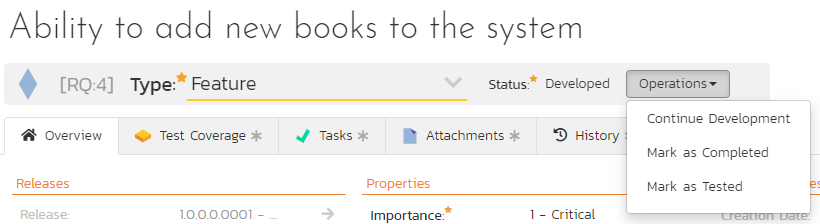 Ability to add new books to the system
[RQ:4] Type: Feature Status: Developed Operations
Continue Development
Overview Test Coverage Tasks Attachments History
Mark as Completed
Mark as Tested
Releases Properties
Release: 1.0.0.0.0001 - ... Importance: 1 - Critical Creation Date: